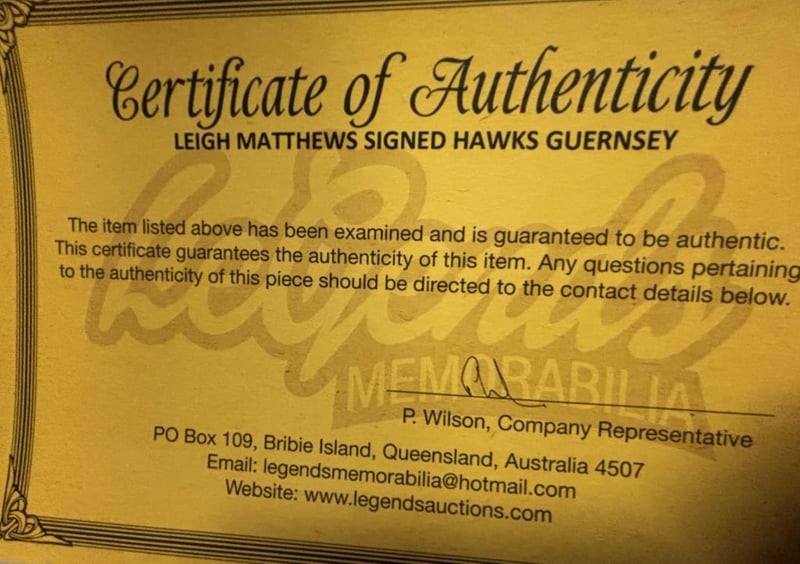 Certificate of Authenticity
LEIGH MATTHEWS SIGNED HAWKS GUERNSEY
The item listed above has been examined and is guaranteed to be authentic.
This certificate guarantees the authenticity of this item. Any questions pertaining
to the authenticity of this piece should be directed to the contact details below.
Legends
MEMORABILIA
P. Wilson, Company Representative
PO Box 109, Bribie Island, Queensland, Australia 4507
Email: legendsmemorabilia@hotmail.com
Website: www.legendsauctions.com